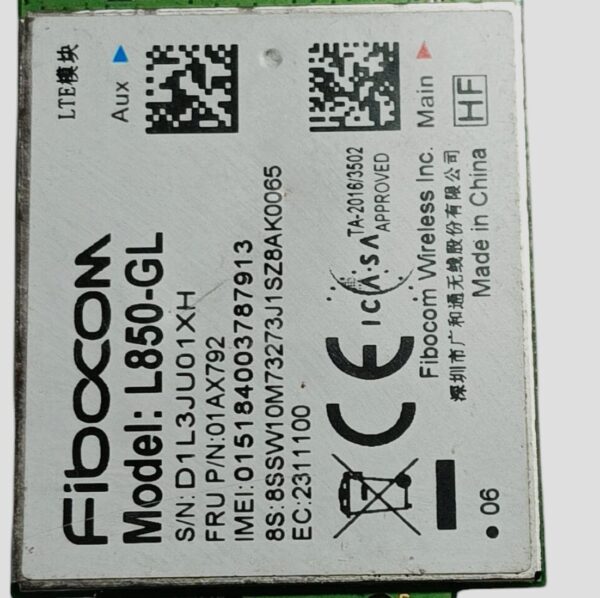 LTE模块
Aux
Main
HF
Fibocom
Model: L850-GL
S/N: D1L3JU01XH
FRU P/N:01AX792
IMEI:015184003787913
8S:8SSW10M73273J1SZ8AK0065
EC:2311100
ICASA
TA-2016/3502
APPROVED
CE
Fibocom Wireless Inc.
深圳市广和通无线股份有限公司
Made in China
06